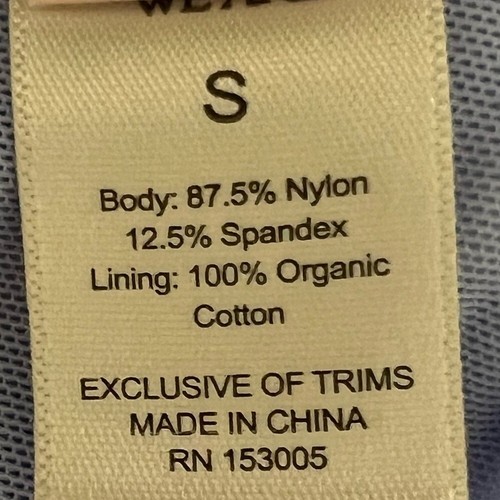 S
Body: 87.5% Nylon
12.5% Spandex
Lining: 100% Organic
Cotton
EXCLUSIVE OF TRIMS
MADE IN CHINA
RN 153005